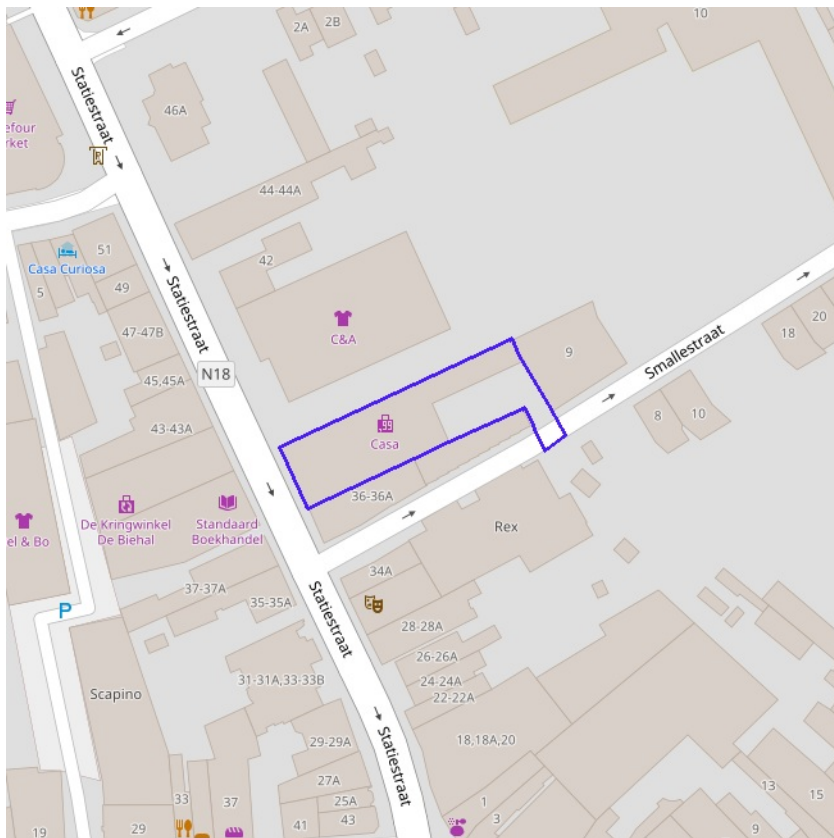 10
2A
2B
Statiestraat
46A
efour
rket
P
44-44A
51
42
Casa Curiosa
5
49
Statiestraat
C&A
47-47B
N18
9
Smallestraat
18
20
45,45A
43-43A
Casa
8
10
36-36A
De Kringwinkel
De Biehal
Standaard
Boekhandel
el & Bo
Rex
34A
37-37A
35-35A
P
Statiestraat
28-28A
26-26A
24-24A
22-22A
31-31A,33-33B
Scapino
18,18A,20
29-29A
Statiestraat
27A
13
15
33
37
25A
1
3
19
29
41
43
9